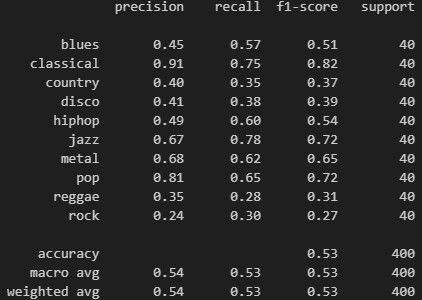 precision recall f1-score support
blues 0.45 0.57 0.51 40
classical 0.91 0.75 0.82 40
country 0.40 0.35 0.37 40
disco 0.41 0.38 0.39 40
hiphop 0.49 0.60 0.54 40
jazz 0.67 0.78 0.72 40
metal 0.68 0.62 0.65 40
pop 0.81 0.65 0.72 40
reggae 0.35 0.28 0.31 40
rock 0.24 0.30 0.27 40
accuracy 0.53 400
macro avg 0.54 0.53 0.53 400
weighted avg 0.54 0.53 0.53 400